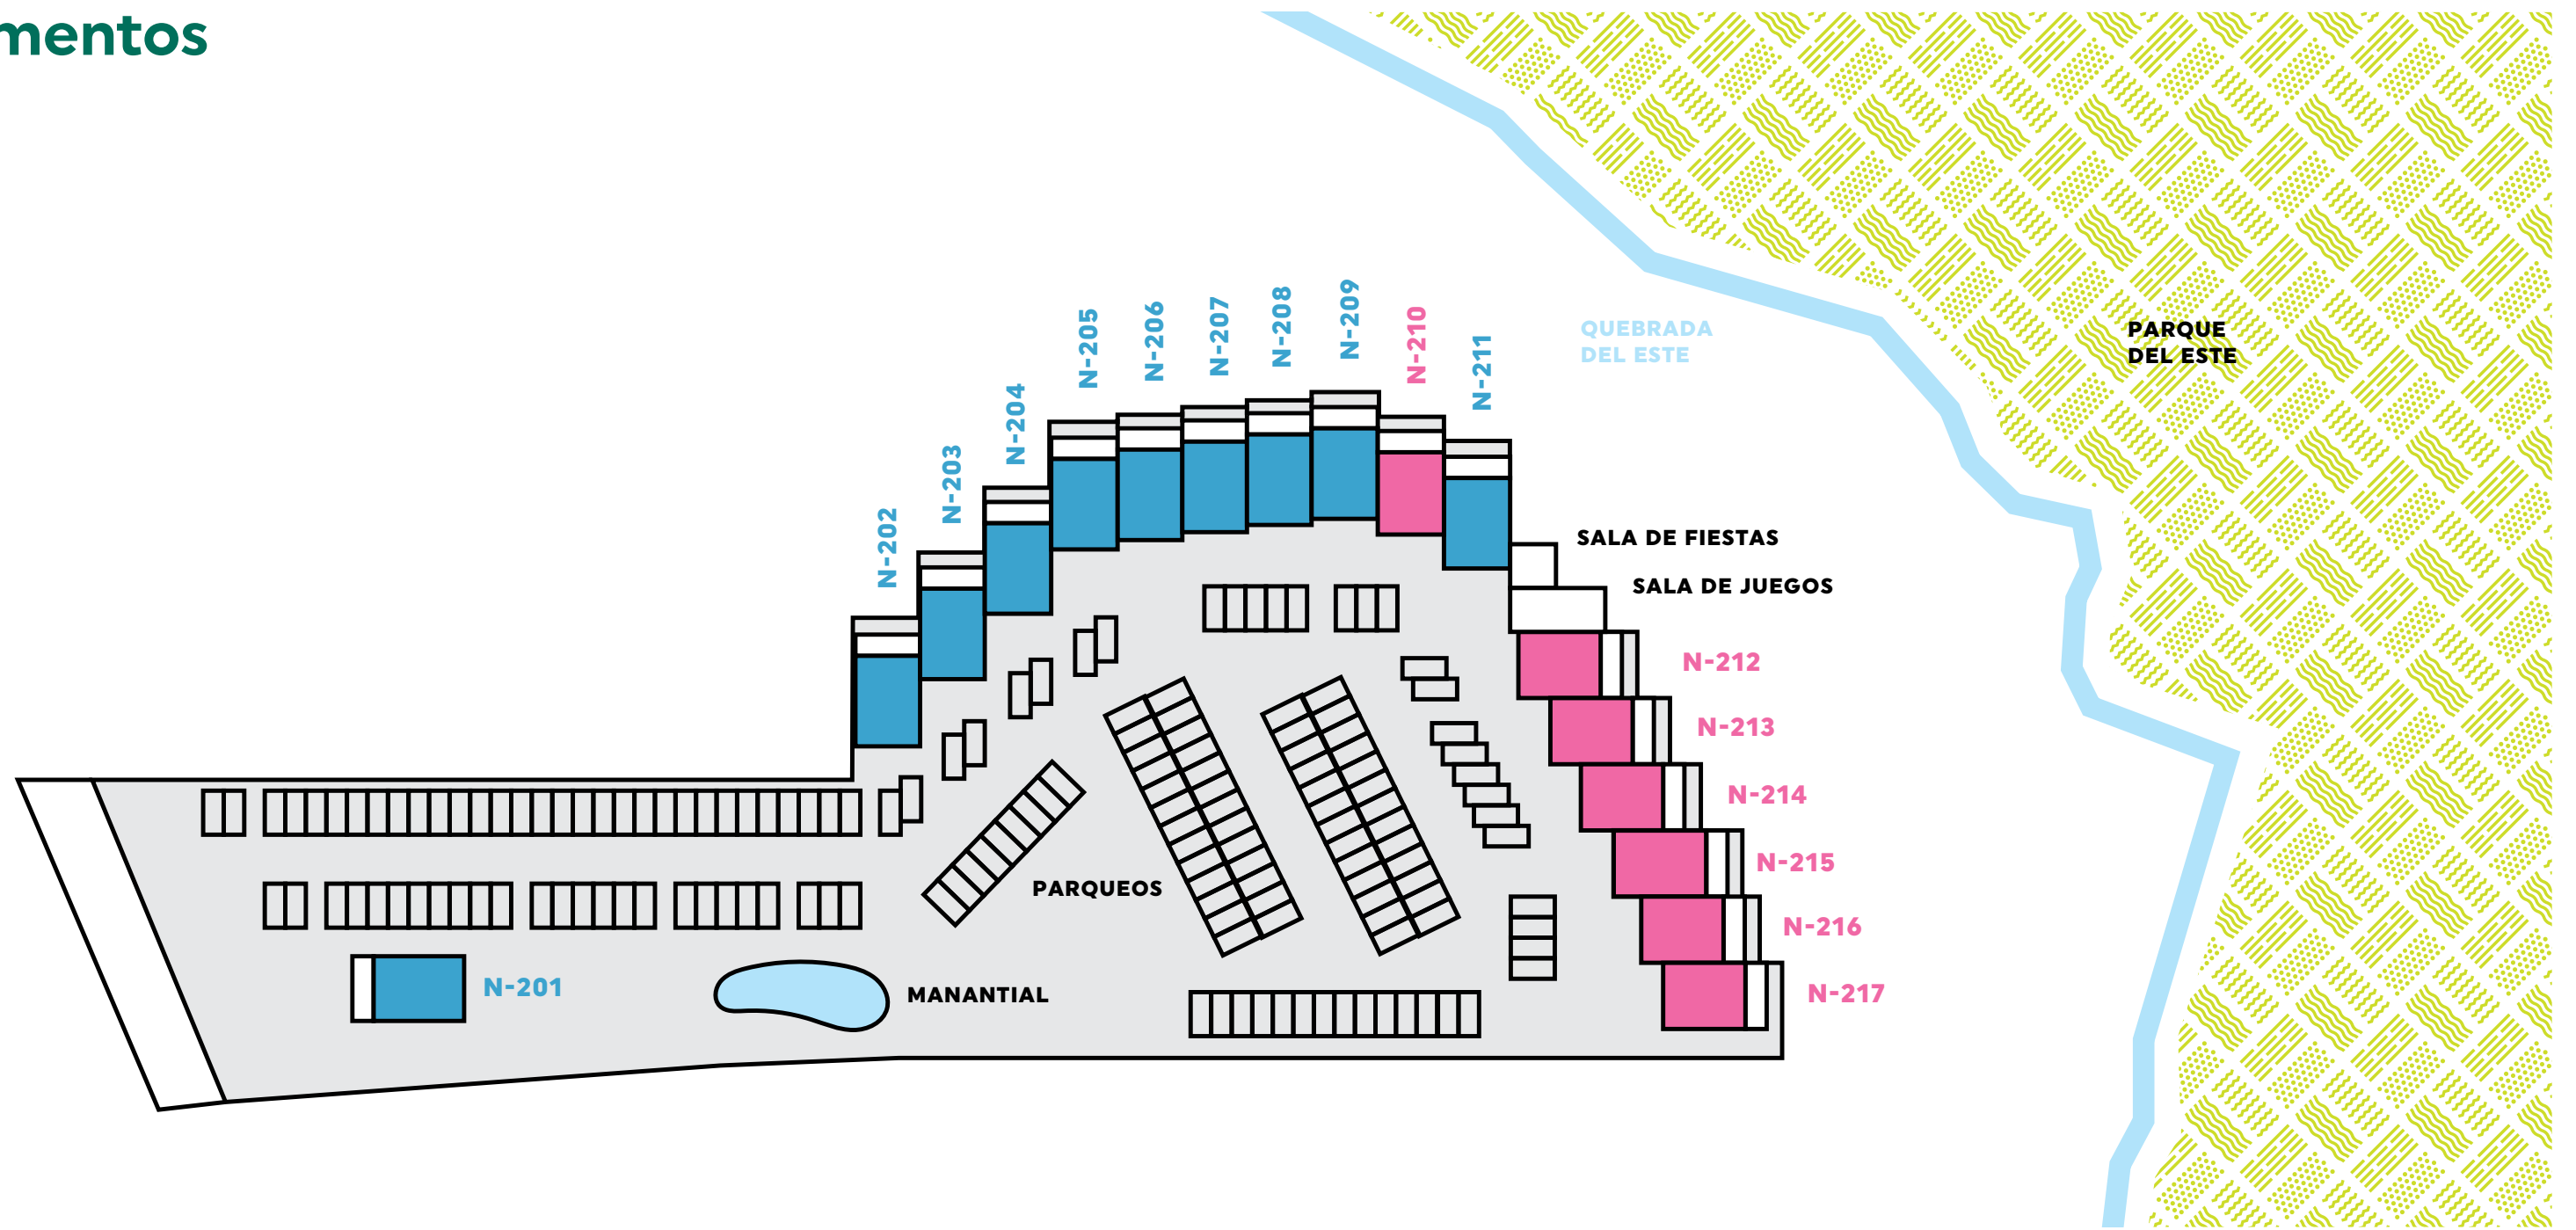 mentos
N-205
N-206
N-207
N-208
N-209
N-210
N-211
QUEBRADA
DEL ESTE
PARQUE
DEL ESTE
N-204
N-203
N-202
SALA DE FIESTAS
SALA DE JUEGOS
N-212
N-213
N-214
N-215
PARQUEOS
N-216
N-201
MANANTIAL
N-217